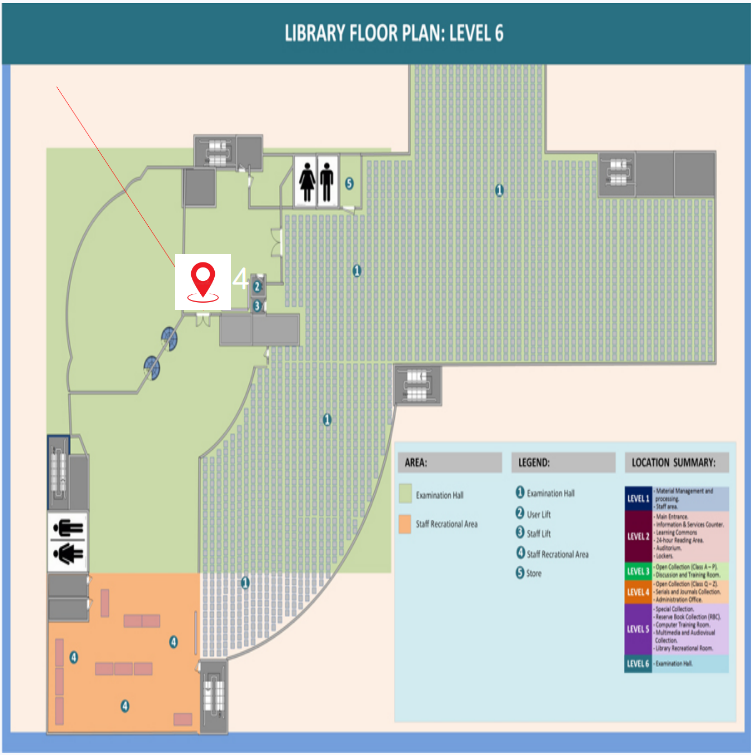 LIBRARY FLOOR PLAN: LEVEL 6
1
5
1
4
2
3
1
1
4
4
4
AREA:
Examination Hall
Staff Recrational Area
LEGEND:
1 Examination Hall
2 User Lift
3 Staff Lift
4 Staff Recrational Area
5 Store
LOCATION SUMMARY:
LEVEL 1
- Material Management and
processing.
- Staff area.
LEVEL 2
- Main Entrance.
- Information & Services Counter.
- Learning Commons
- 24-hour Reading Area.
- Auditorium.
- Lockers.
LEVEL 3
- Open Collection (Class A – P).
- Discussion and Training Room.
LEVEL 4
- Open Collection (Class Q – Z).
- Serials and Journals Collection.
- Administration Office.
LEVEL 5
- Special Collection.
- Reserve Book Collection (RBC).
- Computer Training Room.
- Multimedia and Audiovisual
Collection.
- Library Recreational Room.
LEVEL 6
- Examination Hall.